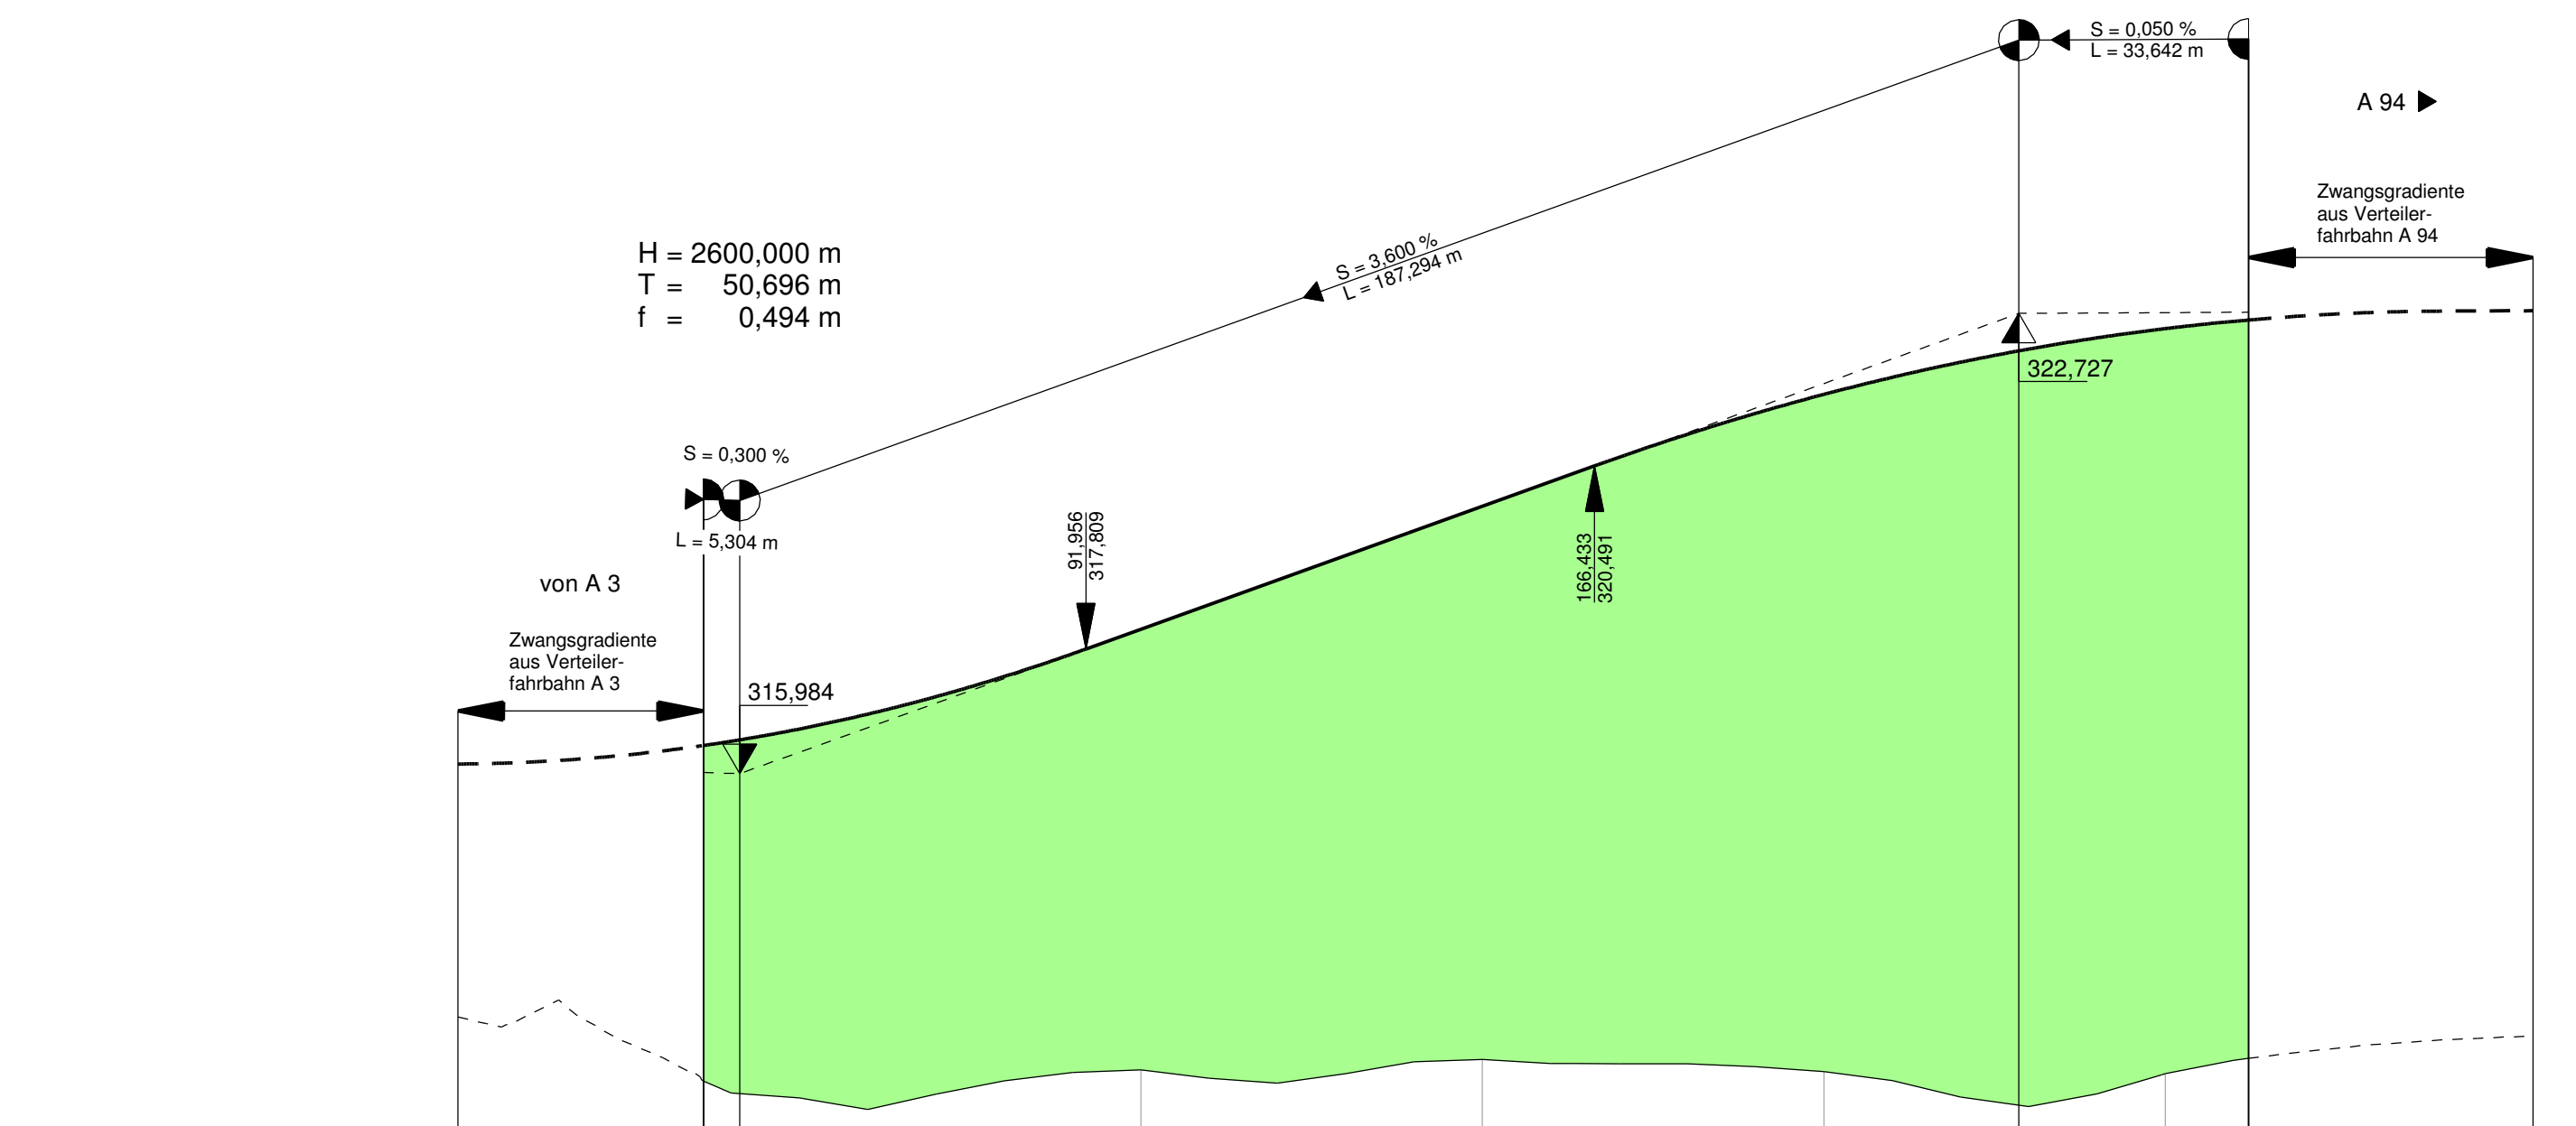 S = 0,050 %
L = 33,642 m
A 94
Zwangsgradiente
aus Verteiler-
fahrbahn A 94
H = 2600,000 m
T = 50,696 m
f = 0,494 m
S = 3,600 %
L = 187,294 m
322,727
S = 0,300 %
L = 5,304 m
91,956
317,809
166,433
320,491
von A 3
Zwangsgradiente
aus Verteiler-
fahrbahn A 3
315,984